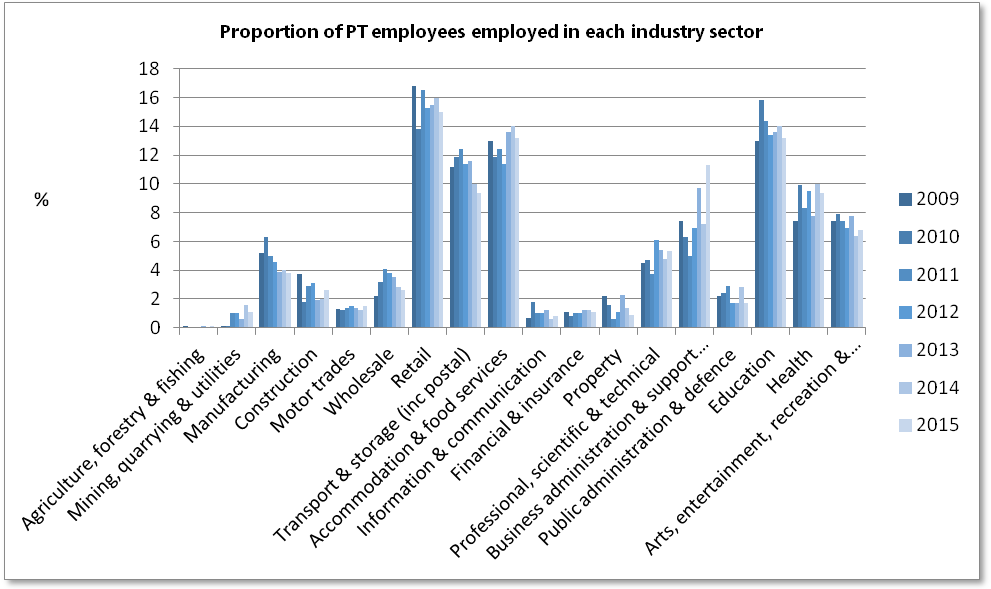 Proportion of PT employees employed in each industry sector
18
16
14
12
10
8
6
4
2
0
%
Agriculture, forestry & fishing
Mining, quarrying & utilities
Manufacturing
Construction
Motor trades
Wholesale
Retail
Transport & storage (inc postal)
Accommodation & food services
Information & communication
Financial & insurance
Property
Professional, scientific & technical
Business administration & support...
Public administration & defence
Education
Health
Arts, entertainment, recreation &...
2009
2010
2011
2012
2013
2014
2015